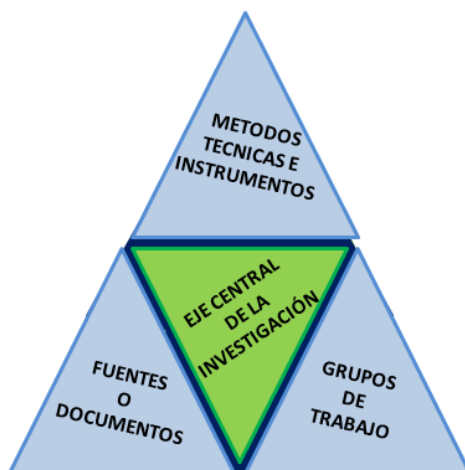 METODOS
TECNICAS E
INSTRUMENTOS
EJE CENTRAL
DE LA
INVESTIGACIÓN
FUENTES
O
DOCUMENTOS
GRUPOS
DE
TRABAJO